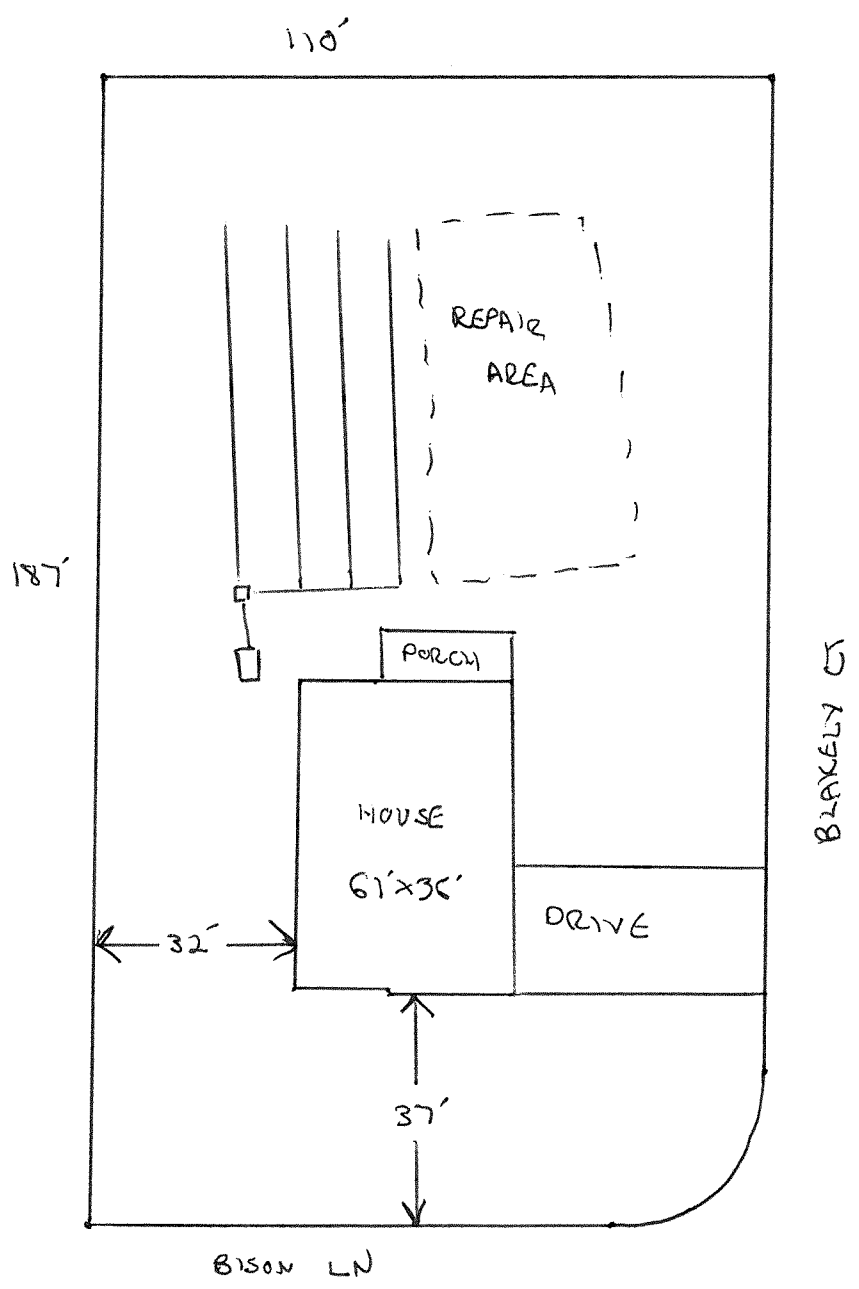 110'
REPAIR
AREA
187'
PORCH
BLAKELY CT
HOUSE
61'x36'
DRIVE
32'
37'
BISON LN